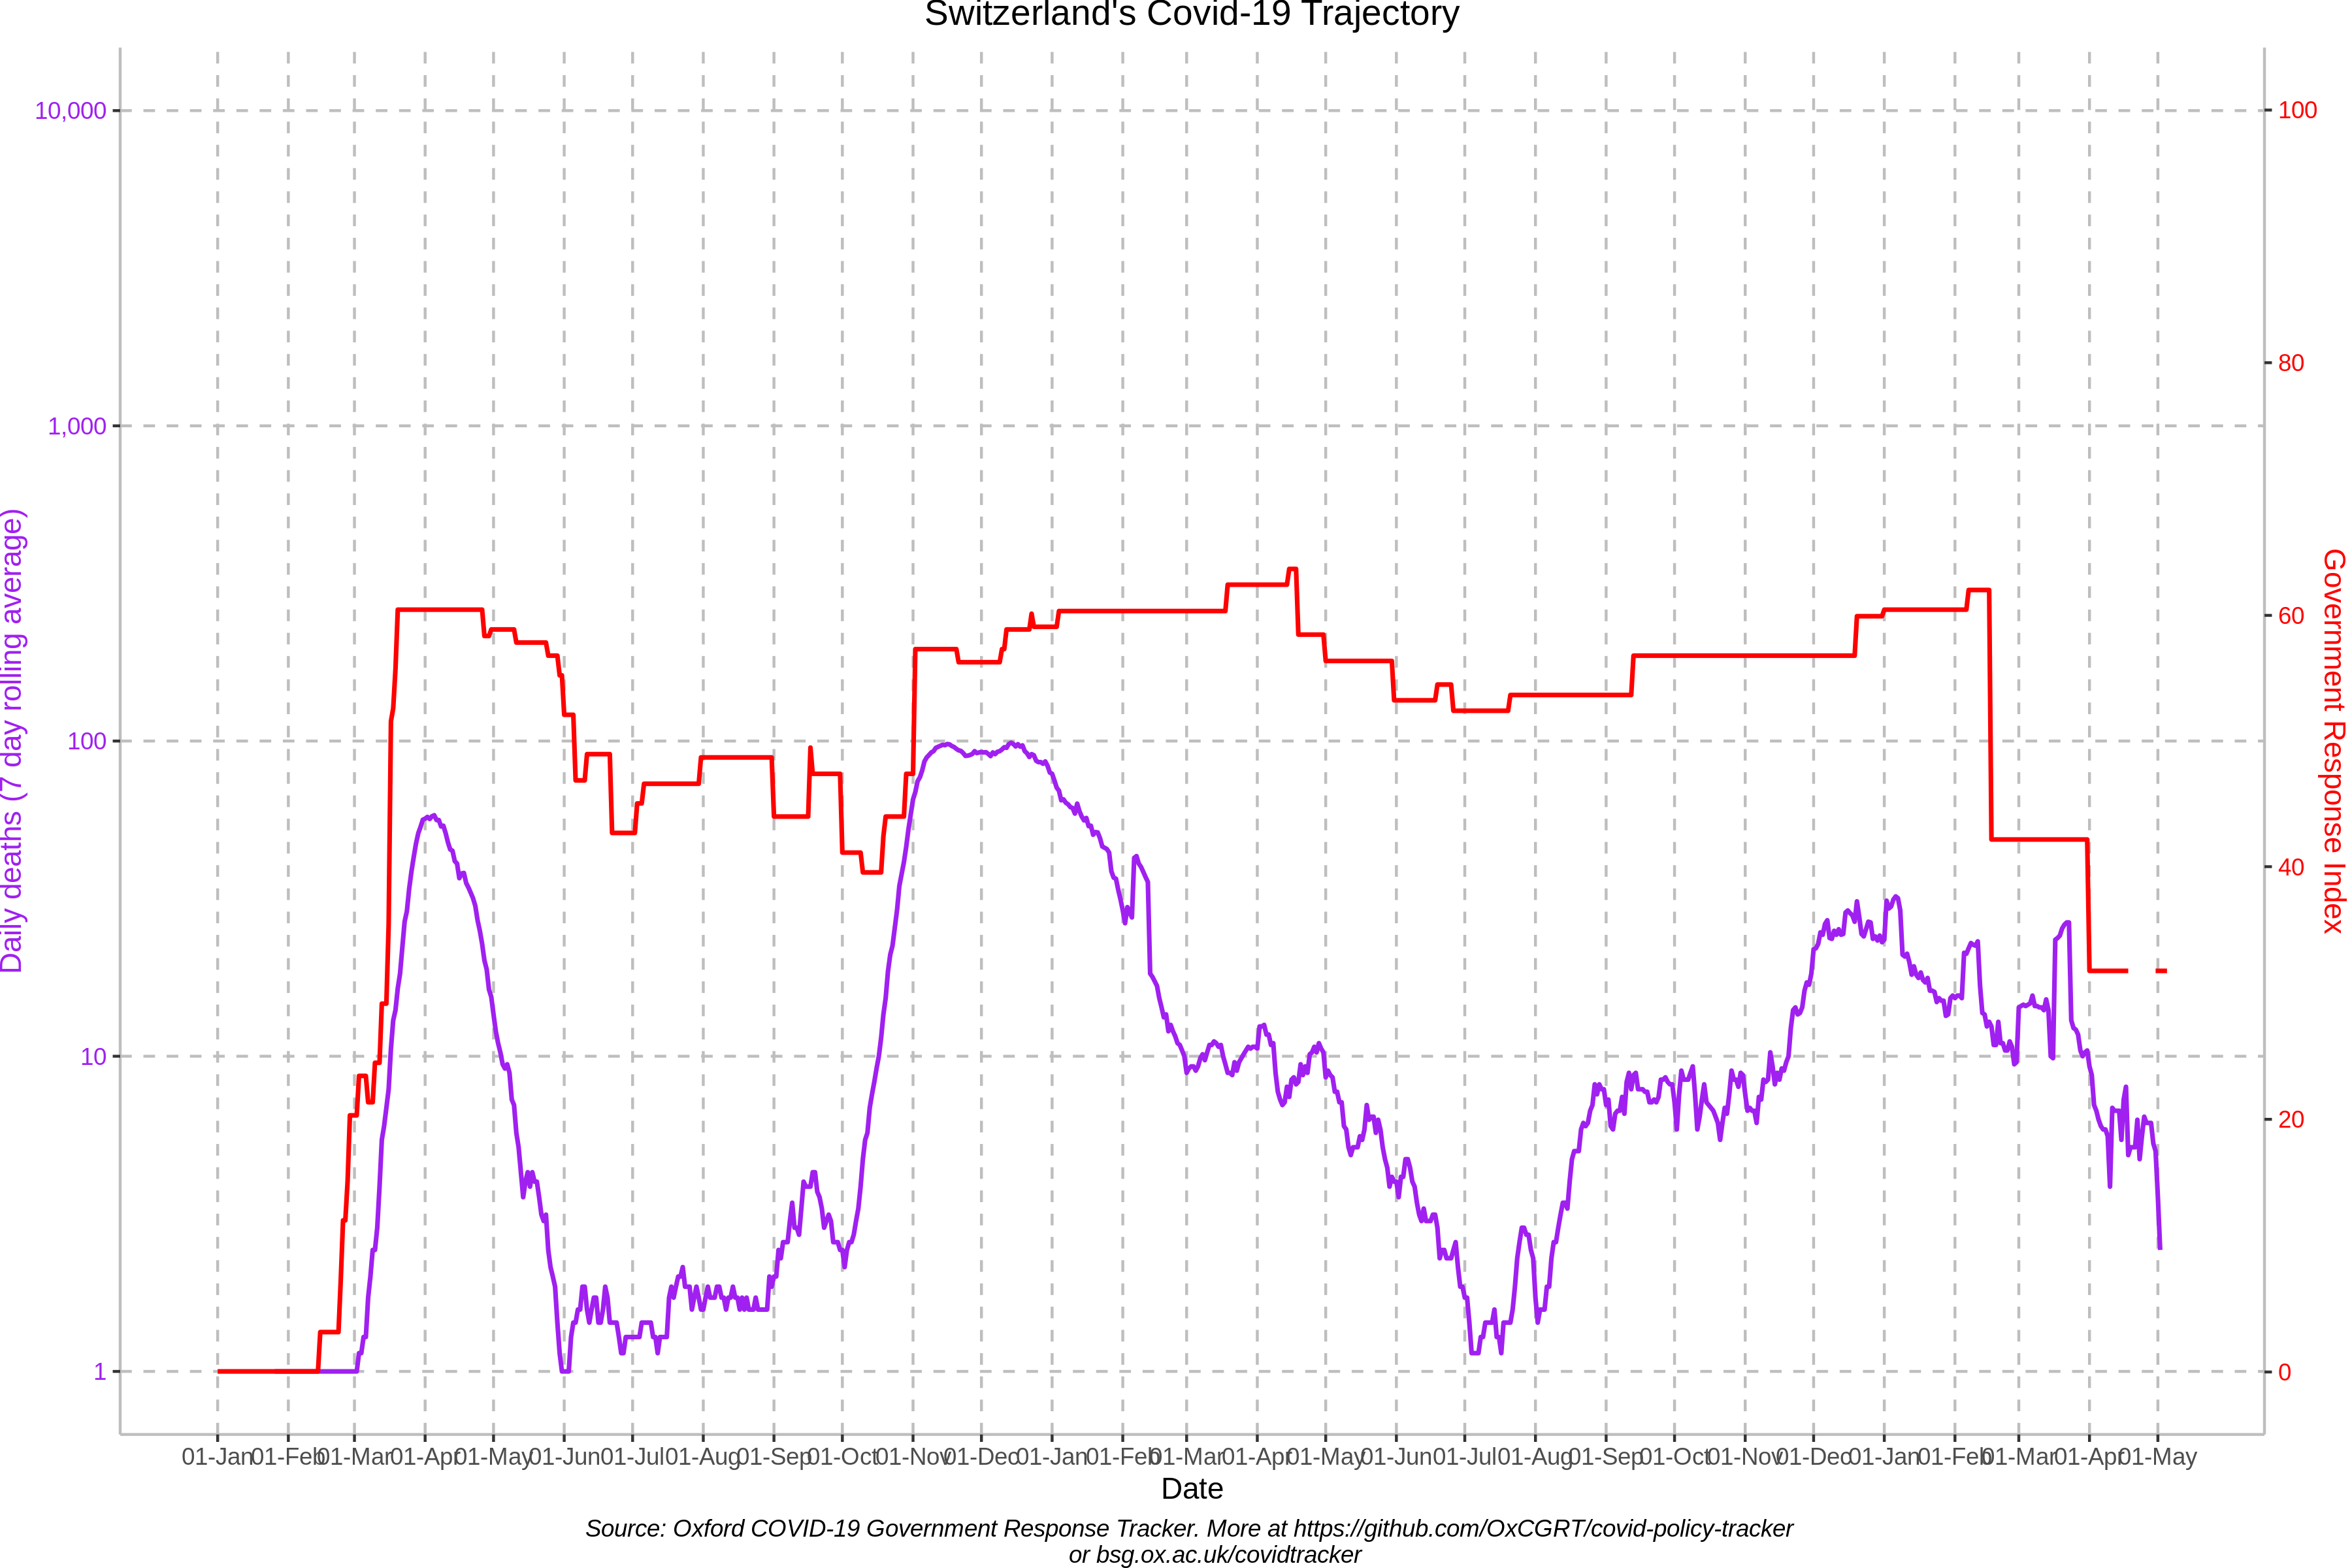 Switzerland's Covid-19 Trajectory
10,000
1,000
100
10
1
Daily deaths (7 day rolling average)
100
80
60
40
20
0
Government Response Index
01-Jan 01-Feb 01-Mar 01-Apr 01-May 01-Jun 01-Jul 01-Aug 01-Sep 01-Oct 01-Nov 01-Dec 01-Jan 01-Feb 01-Mar 01-Apr 01-May 01-Jun 01-Jul 01-Aug 01-Sep 01-Oct 01-Nov 01-Dec 01-Jan 01-Feb 01-Mar 01-Apr 01-May
Date
Source: Oxford COVID-19 Government Response Tracker. More at https://github.com/OxCGRT/covid-policy-tracker
or bsg.ox.ac.uk/covidtracker